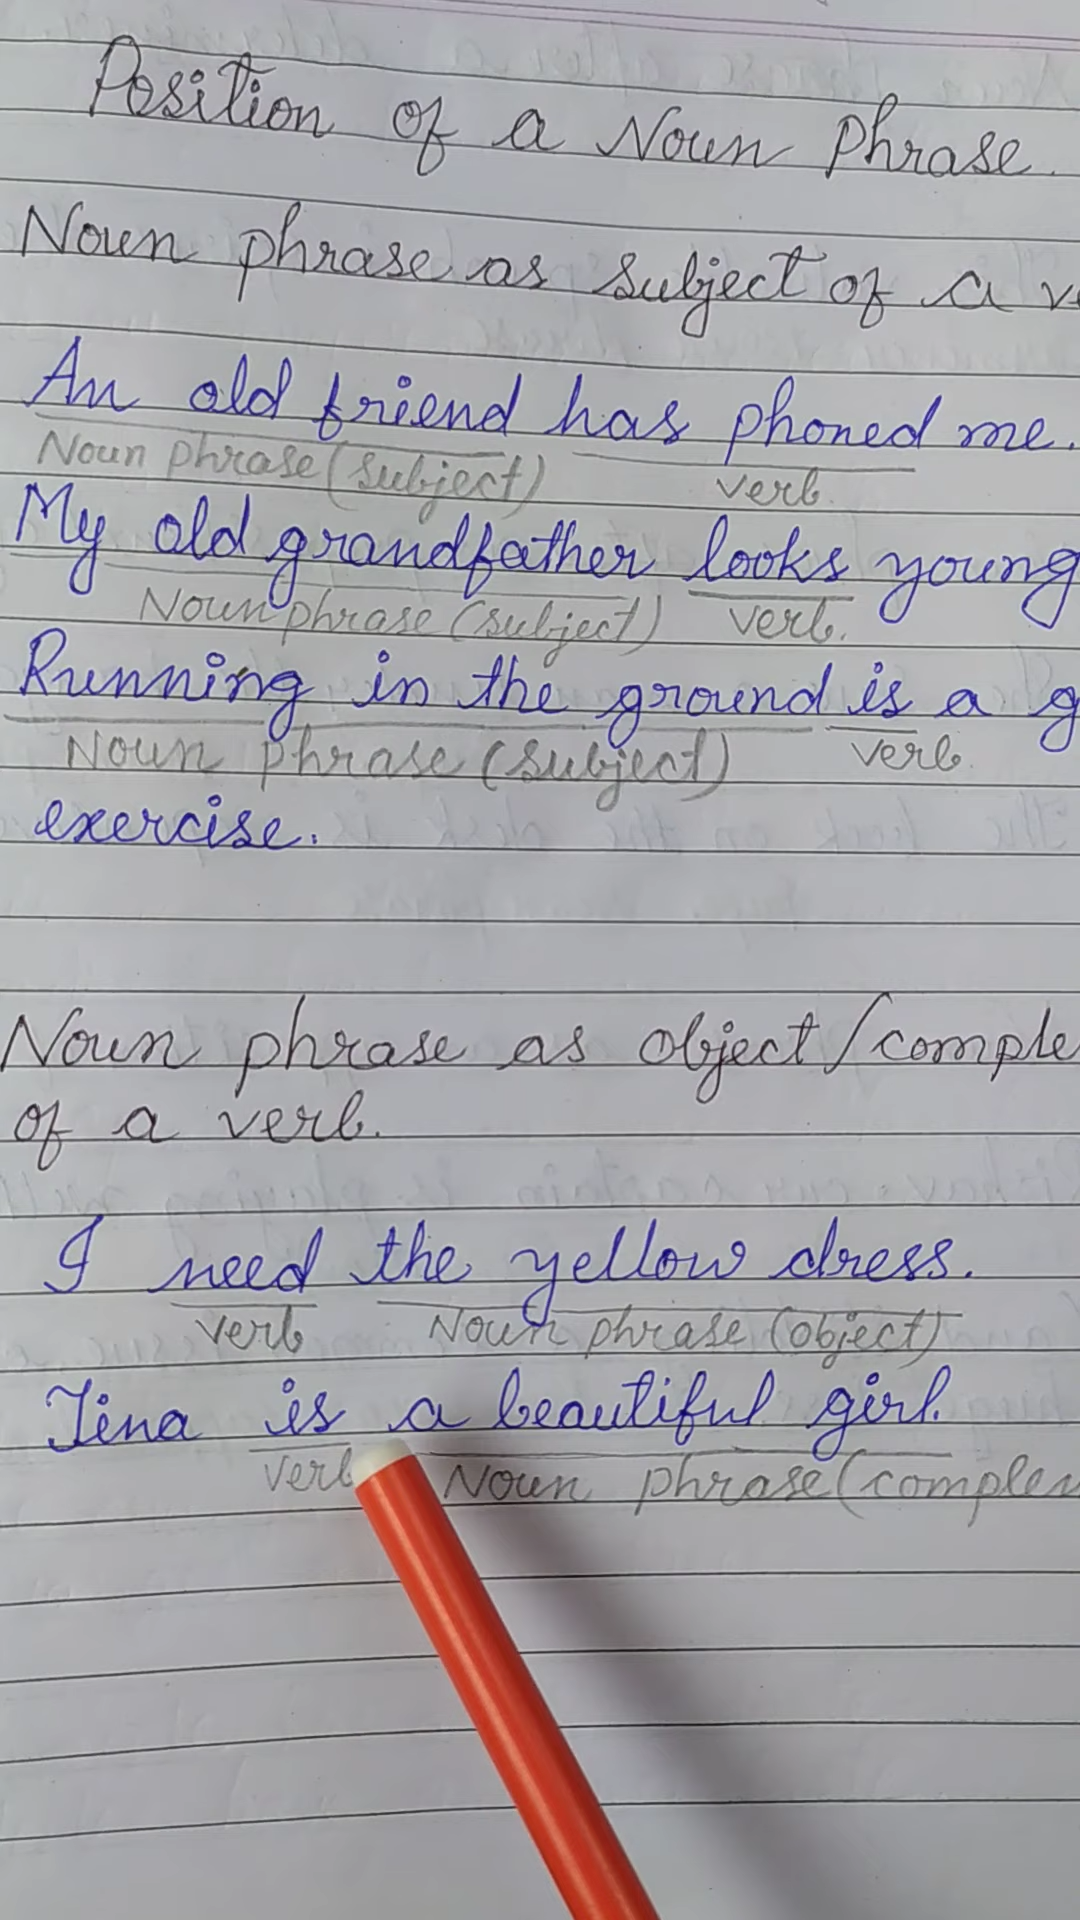 Position of a Noun Phrase.
Noun phrase as subject of a
An old friend has phoned me.
Noun phrase (subject) verb.
My old grandfather looks young
Noun phrase (subject) verb.
Running in the ground is a g
Noun phrase (subject) verb.
exercise.
Noun phrase as object/comple
of a verb.
I need the yellow dress.
verb Noun phrase (object)
Tina is a beautiful girl.
verb Noun phrase (complem